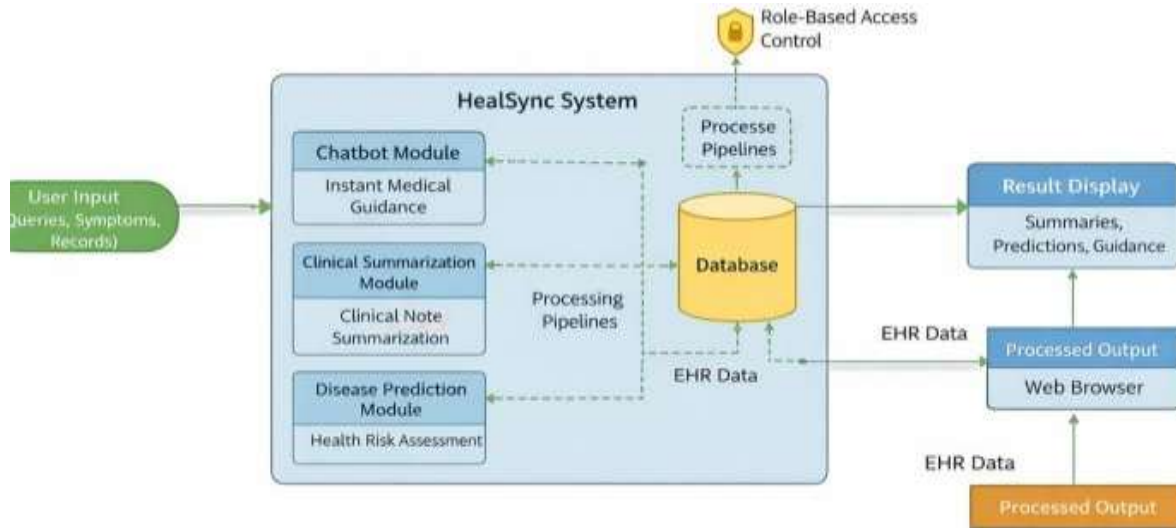 Role-Based Access
Control
HealSync System
Processe
Pipelines
Chatbot Module
Instant Medical
Guidance
User Input
Queries, Symptoms,
Records)
Result Display
Summaries,
Predictions, Guidance
Clinical Summarization
Module
Clinical Note
Summarization
Database
Processing
Pipelines
EHR Data
EHR Data
Processed Output
Web Browser
Disease Prediction
Module
Health Risk Assessment
EHR Data
Processed Output